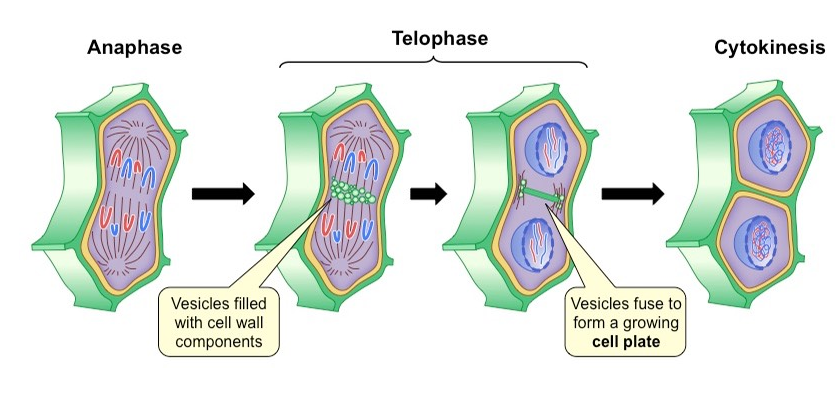 Anaphase
Telophase
Cytokinesis
Vesicles filled
with cell wall
components
Vesicles fuse to
form a growing
cell plate